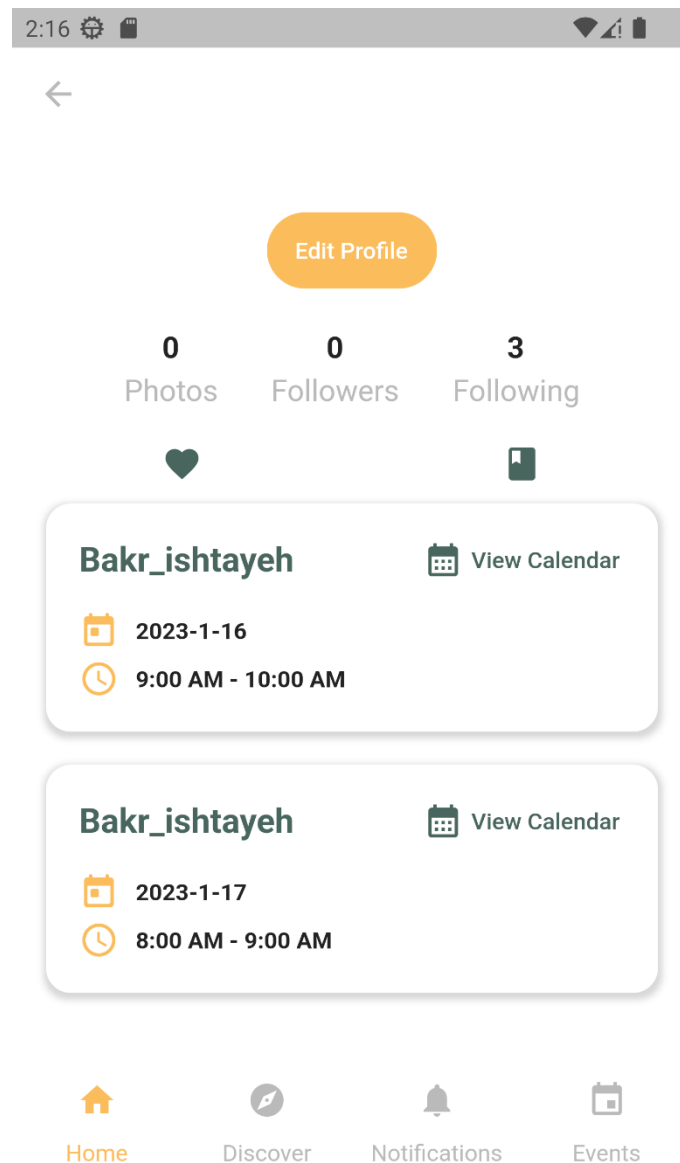 2:16
Edit Profile
0 0 3
Photos Followers Following
Bakr_ishtayeh View Calendar
2023-1-16
9:00 AM - 10:00 AM
Bakr_ishtayeh View Calendar
2023-1-17
8:00 AM - 9:00 AM
Home Discover Notifications Events